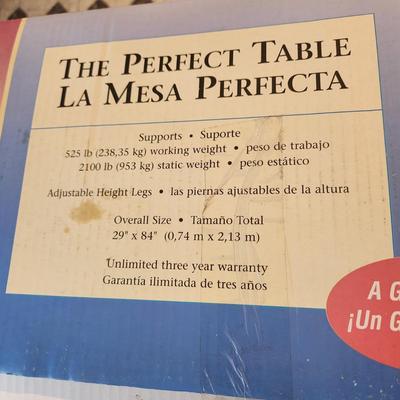 THE PERFECT TABLE
LA MESA PERFECTA
Supports • Suporte
525 lb (238,35 kg) working weight • peso de trabajo
2100 lb (953 kg) static weight • peso estático
Adjustable Height Legs • las piernas ajustables de la altura
Overall Size • Tamaño Total
29" x 84" (0,74 m x 2,13 m)
Unlimited three year warranty
Garantía ilimitada de tres años
A G
¡Un G